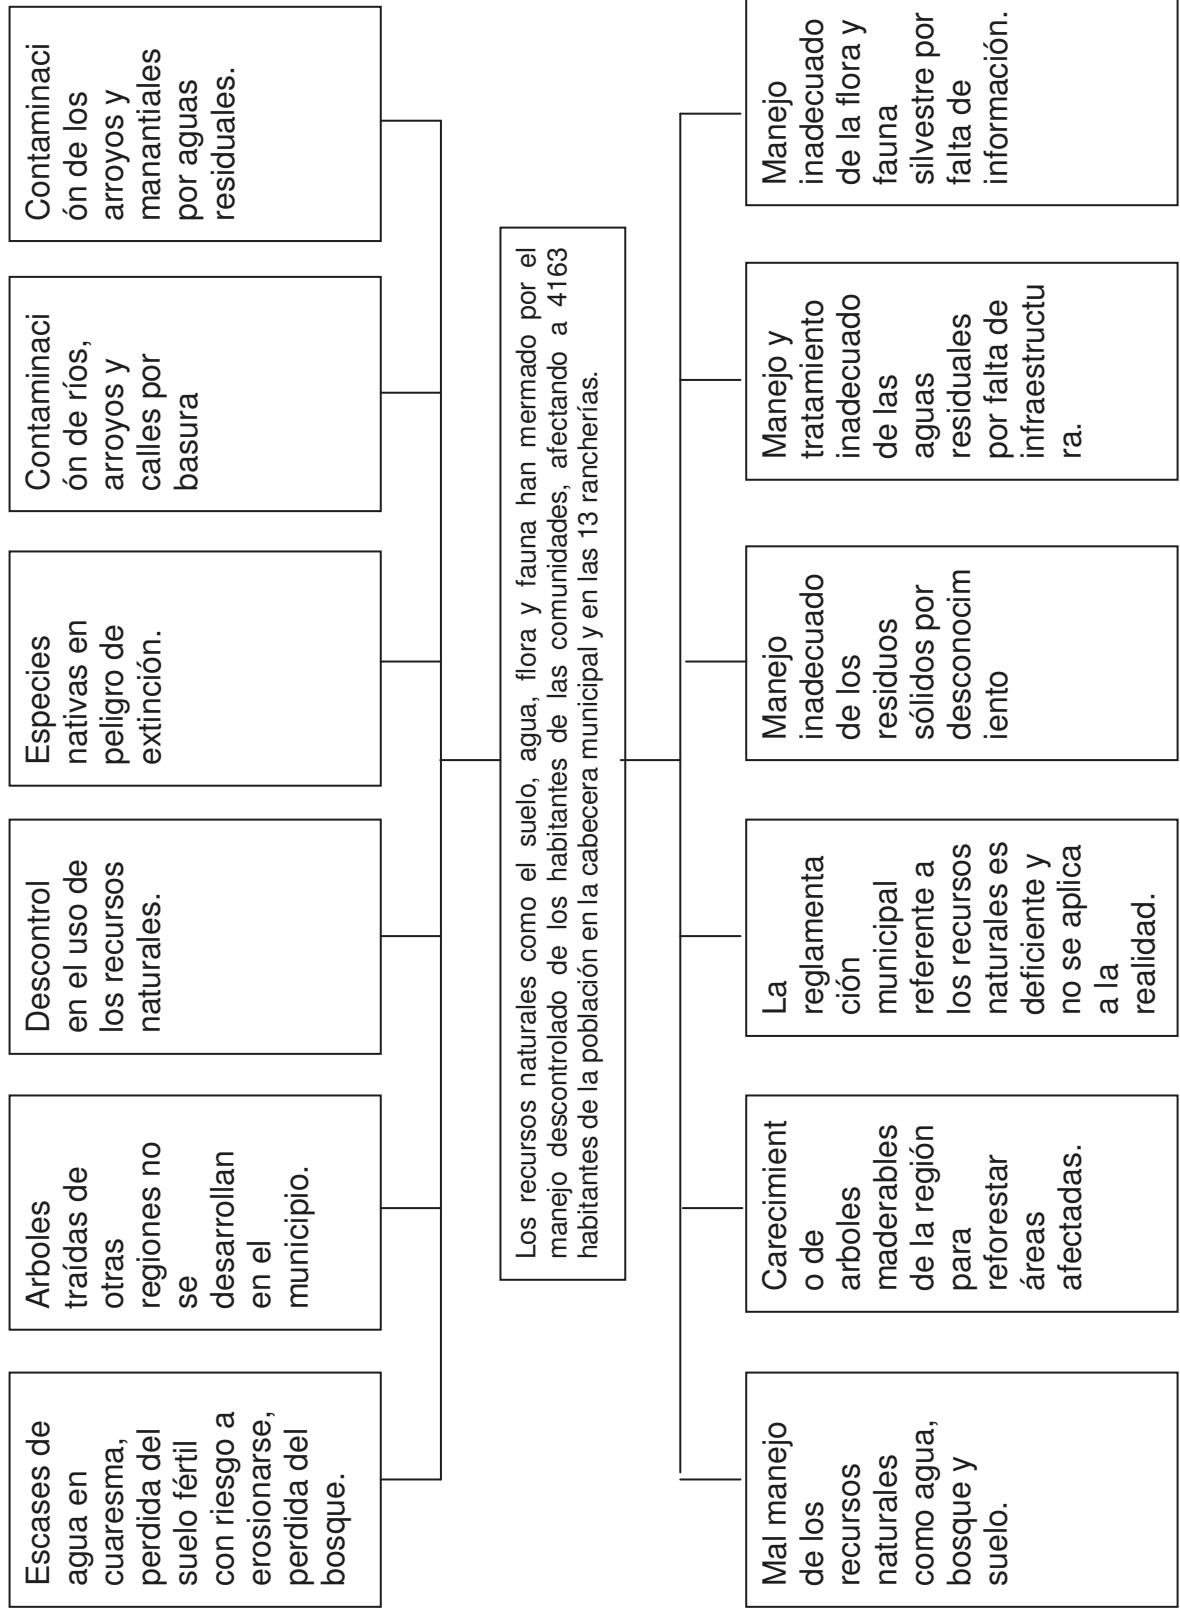 Escases de
agua en
cuaresma,
perdida del
suelo fértil
con riesgo a
erosionarse,
perdida del
bosque.
Arboles
traídas de
otras
regiones no
se
desarrollan
en el
municipio.
Descontrol
en el uso de
los recursos
naturales.
Especies
nativas en
peligro de
extinción.
Contaminaci
ón de ríos,
arroyos y
calles por
basura
Contaminaci
ón de los
arroyos y
manantiales
por aguas
residuales.
Los recursos naturales como el suelo, agua, flora y fauna han mermado por el
manejo descontrolado de los habitantes de las comunidades, afectando a 4163
habitantes de la población en la cabecera municipal y en las 13 rancherías.
Mal manejo
de los
recursos
naturales
como agua,
bosque y
suelo.
Carecimient
o de
arboles
maderables
de la región
para
reforestar
áreas
afectadas.
La
reglamenta
ción
municipal
referente a
los recursos
naturales es
deficiente y
no se aplica
a la
realidad.
Manejo
inadecuado
de los
residuos
sólidos por
desconocim
iento
Manejo y
tratamiento
inadecuado
de las
aguas
residuales
por falta de
infraestructu
ra.
Manejo
inadecuado
de la flora y
fauna
silvestre por
falta de
información.